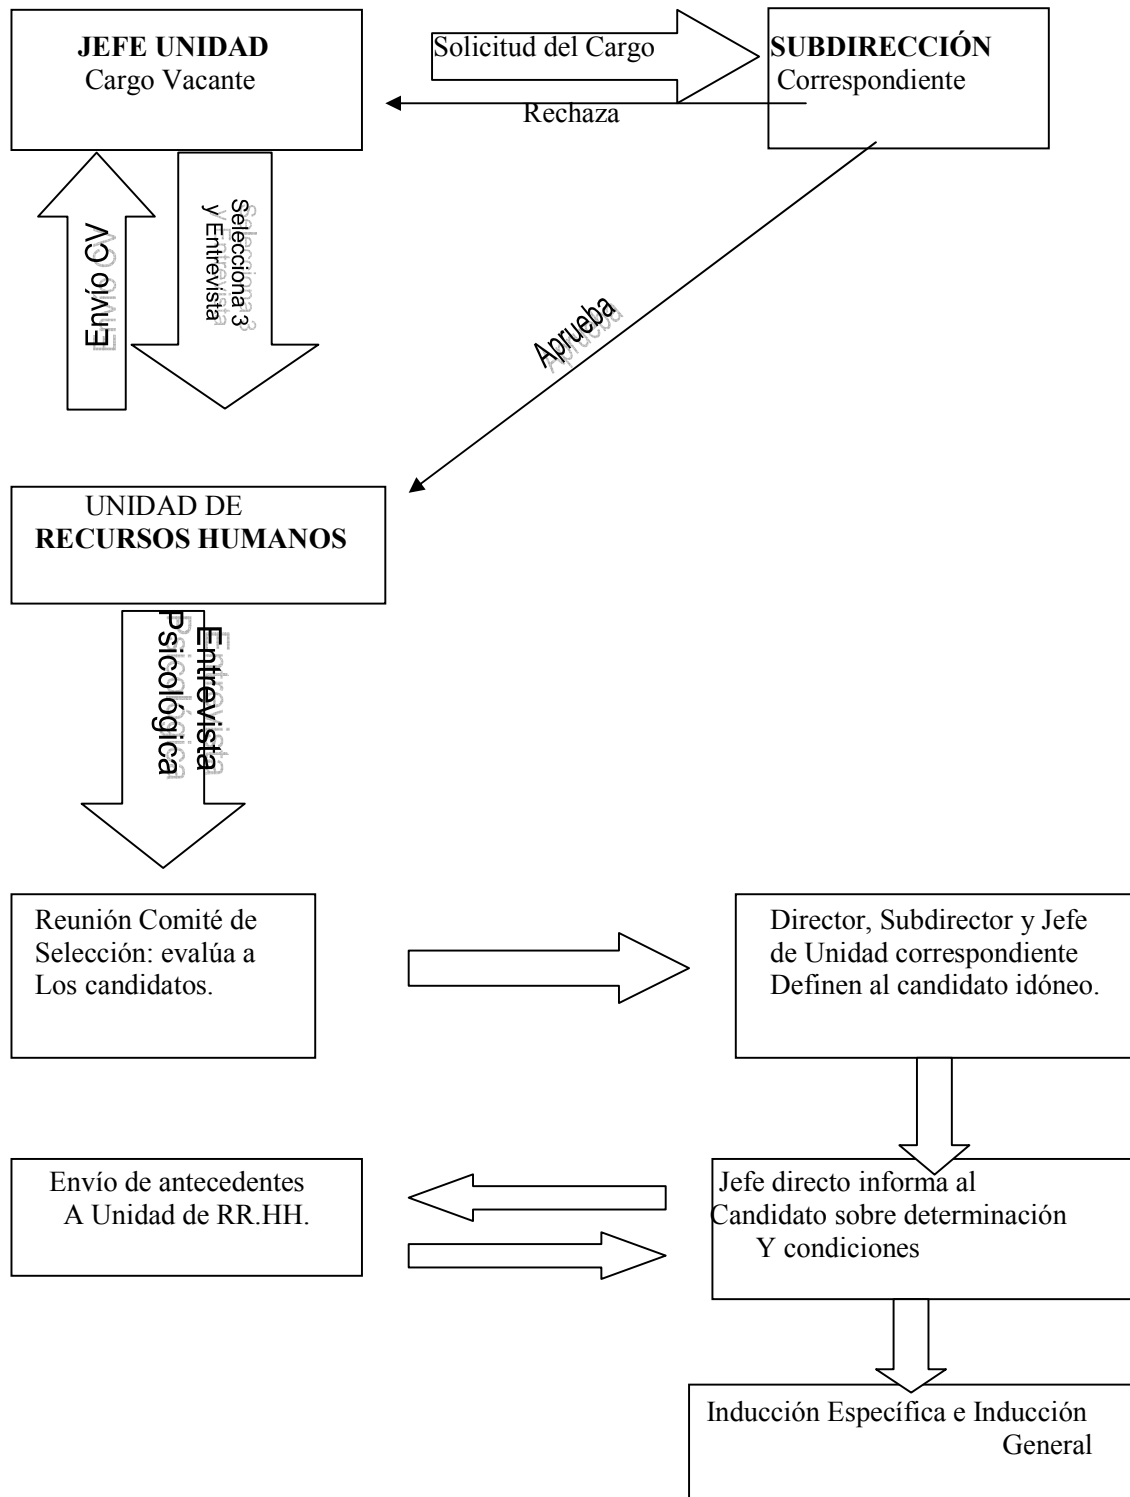 JEFE UNIDAD
Cargo Vacante
Solicitud del Cargo
SUBDIRECCIÓN
Correspondiente
Rechaza
Envío CV
Selecciona 3
y Entrevista
Aprueba
UNIDAD DE
RECURSOS HUMANOS
Entrevista
Psicológica
Reunión Comité de
Selección: evalúa a
Los candidatos.
Director, Subdirector y Jefe
de Unidad correspondiente
Definen al candidato idóneo.
Envío de antecedentes
A Unidad de RR.HH.
Jefe directo informa al
Candidato sobre determinación
Y condiciones
Inducción Específica e Inducción
General